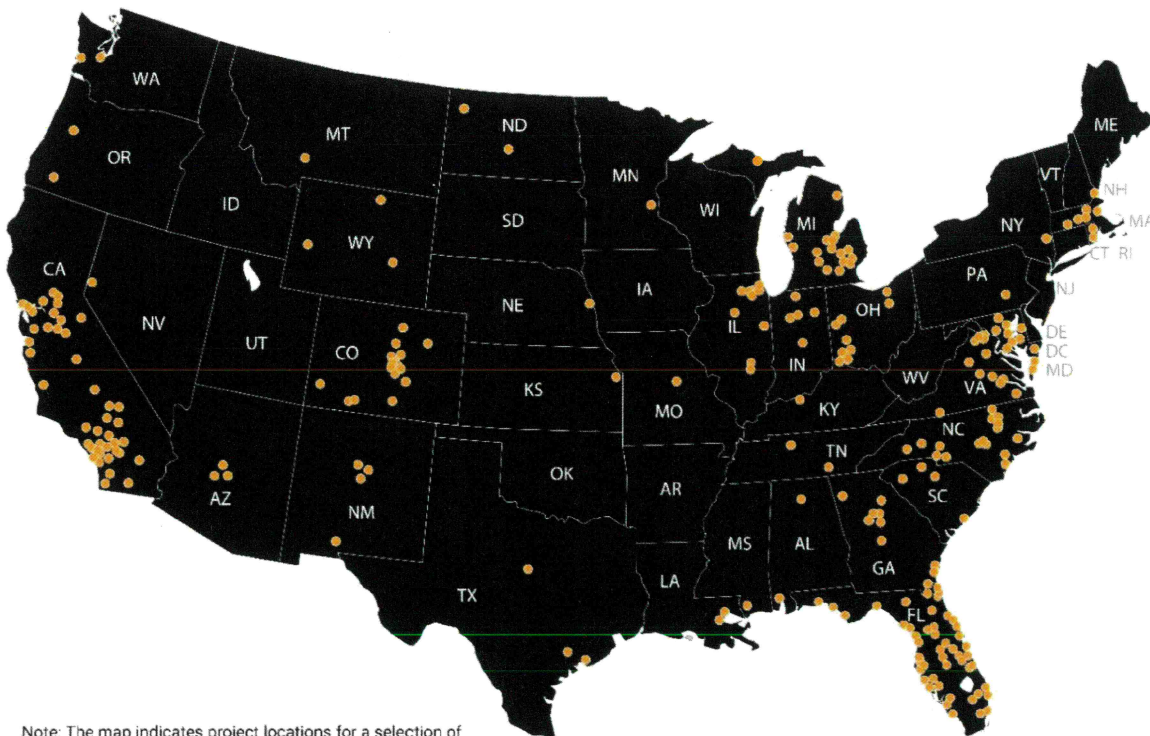 WA
ME
ND
MT
VT
OR
MN
NH
ID
WI
MI
MA
SD
NY
WY
CT RI
CA
PA
IA
NE
NJ
OH
NV
IL
UT
CO
IN
DE
DC
MD
WV
VA
KS
MO
KY
NC
TN
OK
AZ
AR
SC
NM
MS
AL
GA
LA
TX
FL
Note: The map indicates project locations for a selection of